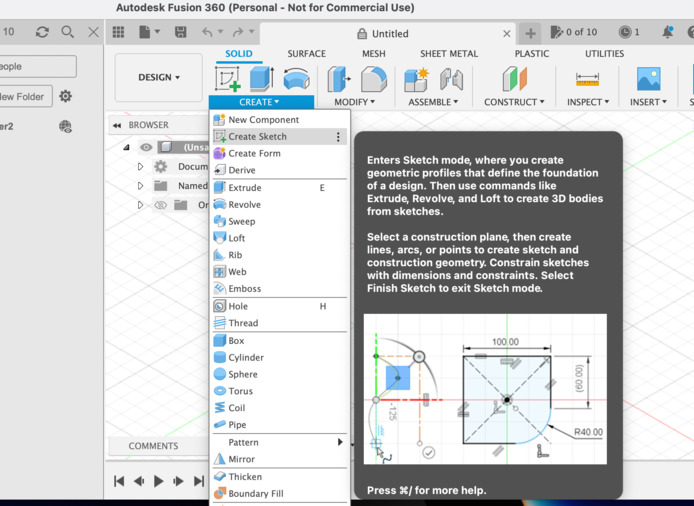 Autodesk Fusion 360 (Personal - Not for Commercial Use)
10
Untitled
0 of 10
1
SOLID
SURFACE
MESH
SHEET METAL
PLASTIC
UTILITIES
DESIGN
CREATE
MODIFY
ASSEMBLE
CONSTRUCT
INSPECT
INSERT
eople
ew Folder
er2
BROWSER
(Unsa
Docum
Named
Or
New Component
Create Sketch
Create Form
Derive
Extrude E
Revolve
Sweep
Loft
Rib
Web
Emboss
Hole H
Thread
Box
Cylinder
Sphere
Torus
Coil
Pipe
Pattern
Mirror
Thicken
Boundary Fill
COMMENTS
Enters Sketch mode, where you create
geometric profiles that define the foundation
of a design. Then use commands like
Extrude, Revolve, and Loft to create 3D bodies
from sketches.
Select a construction plane, then create
lines, arcs, or points to create sketch and
construction geometry. Constrain sketches
with dimensions and constraints. Select
Finish Sketch to exit Sketch mode.
100.00
(60.00)
R40.00
-125
Press ⌘/ for more help.